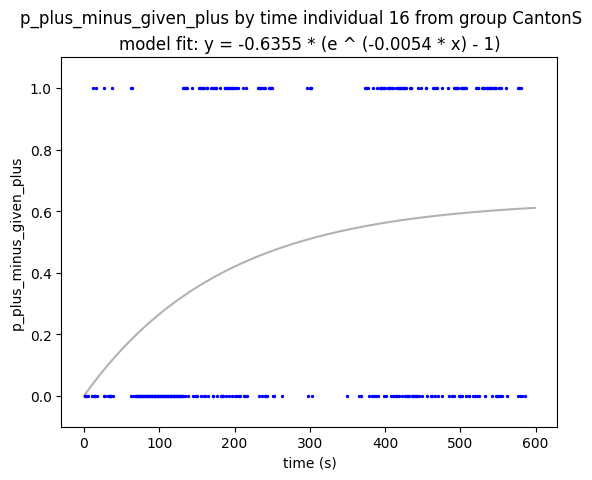 p_plus_minus_given_plus by time individual 16 from group CantonS
model fit: y = -0.6355 * (e ^ (-0.0054 * x) - 1)
1.0
0.8
0.6
0.4
0.2
0.0
p_plus_minus_given_plus
0 100 200 300 400 500 600
time (s)